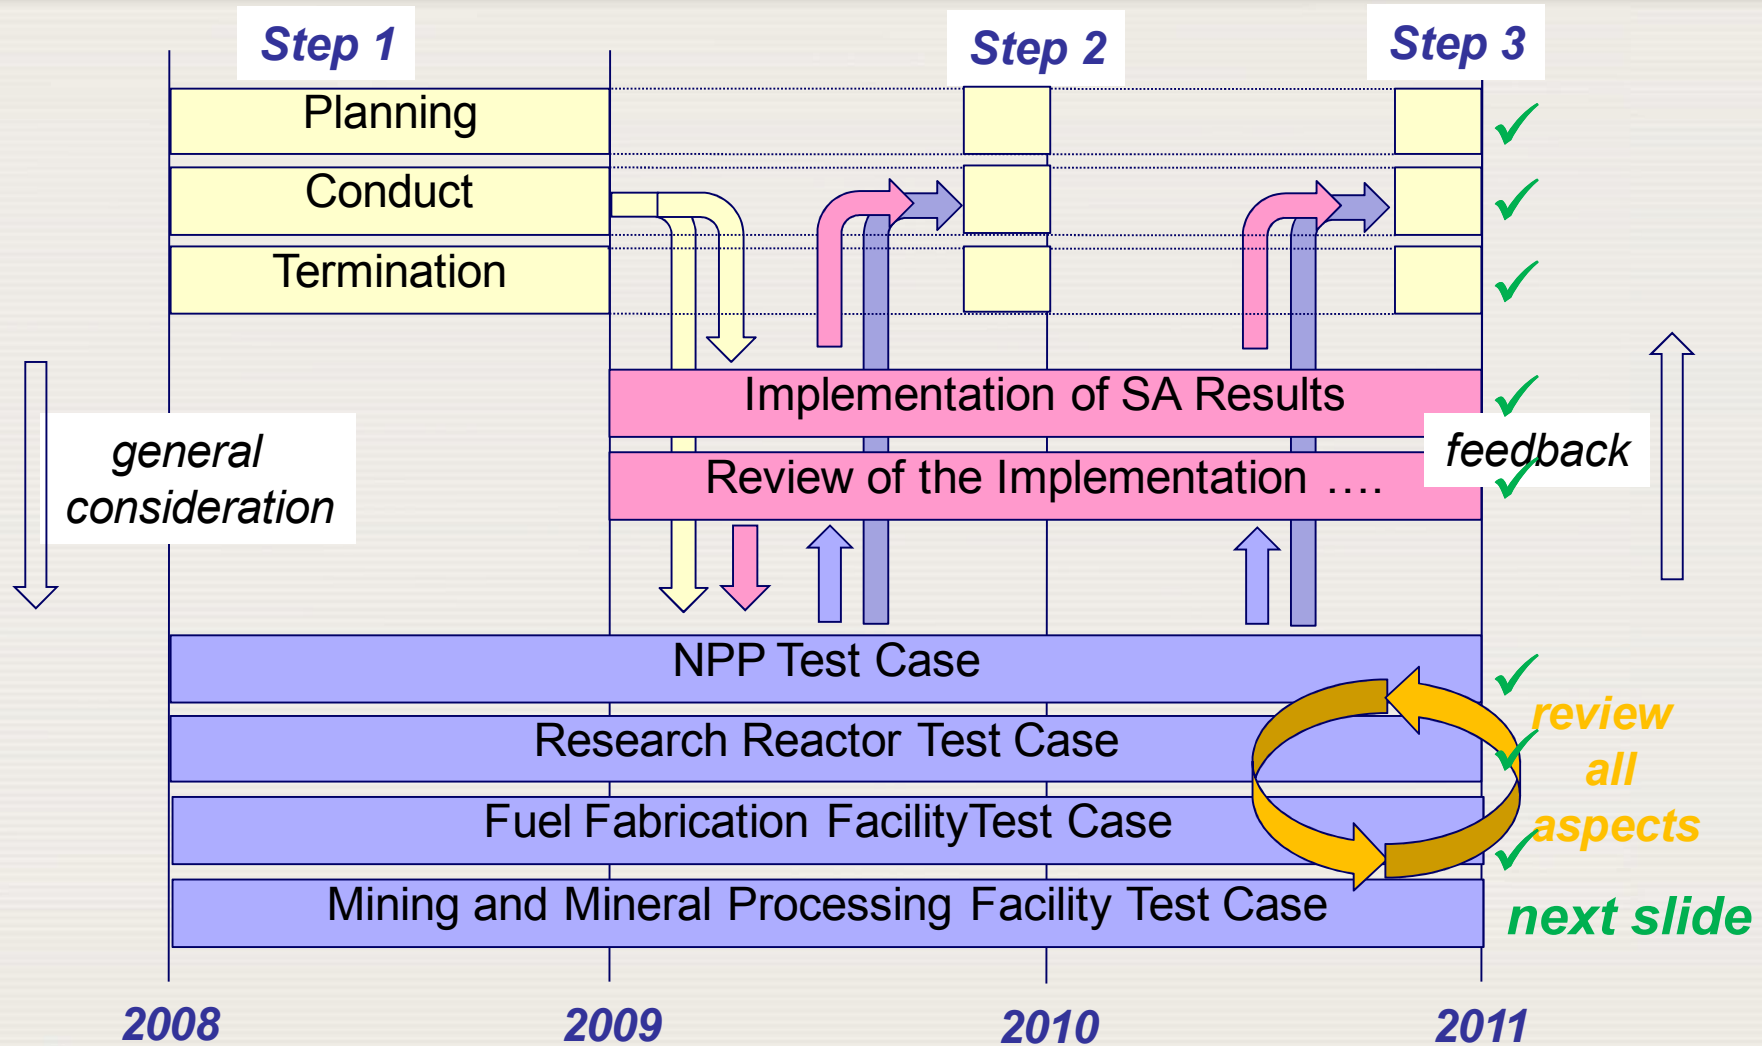 Step 1
Step 2
Step 3
Planning
Conduct
Termination
Implementation of SA Results
general
consideration
feedback
Review of the Implementation ….
NPP Test Case
Research Reactor Test Case
review
all
aspects
Fuel Fabrication FacilityTest Case
Mining and Mineral Processing Facility Test Case
next slide
2008
2009
2010
2011